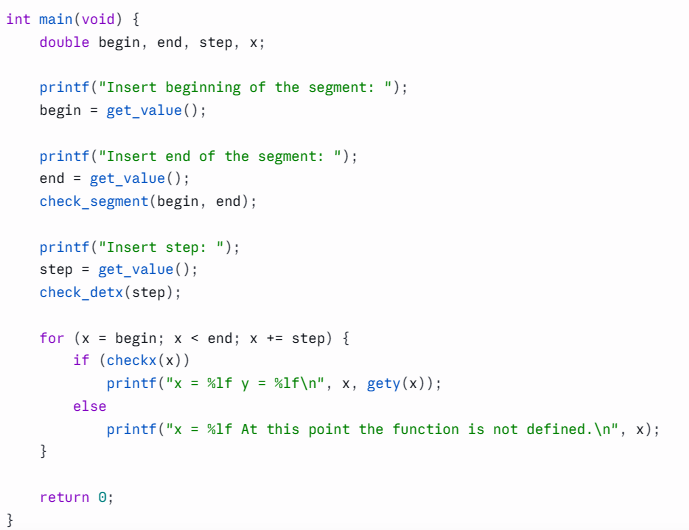 int main(void) {
    double begin, end, step, x;

    printf("Insert beginning of the segment: ");
    begin = get_value();

    printf("Insert end of the segment: ");
    end = get_value();
    check_segment(begin, end);

    printf("Insert step: ");
    step = get_value();
    check_detx(step);

    for (x = begin; x < end; x += step) {
        if (checkx(x))
            printf("x = %lf y = %lf\n", x, gety(x));
        else
            printf("x = %lf At this point the function is not defined.\n", x);
    }

    return 0;
}